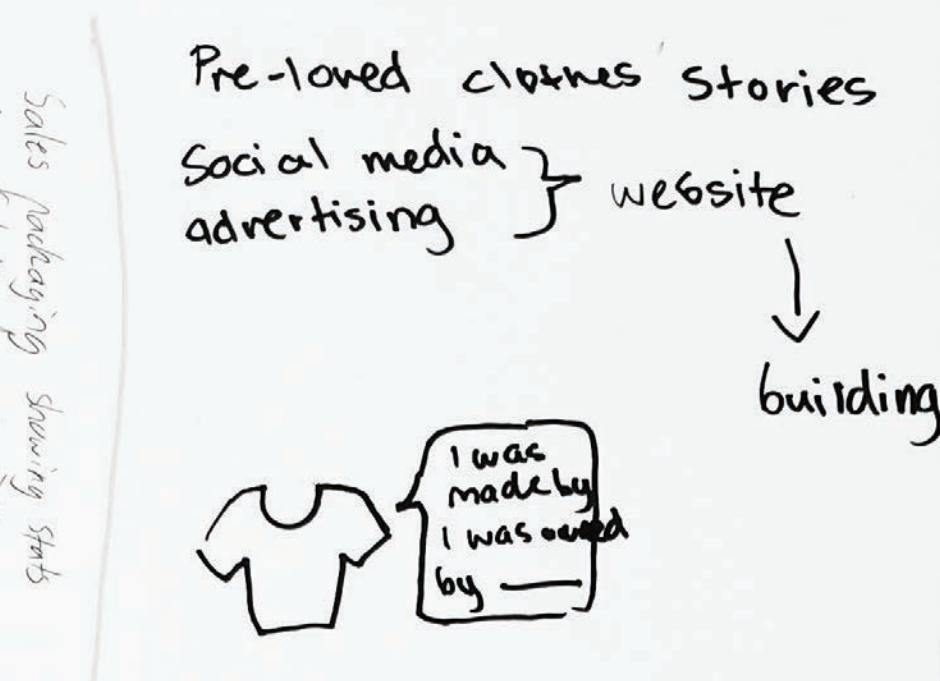 Pre-loved clothes stories
Social media
advertising } website
↓
building
I was
made by
I was owned
by ____
Sales packaging showing stats